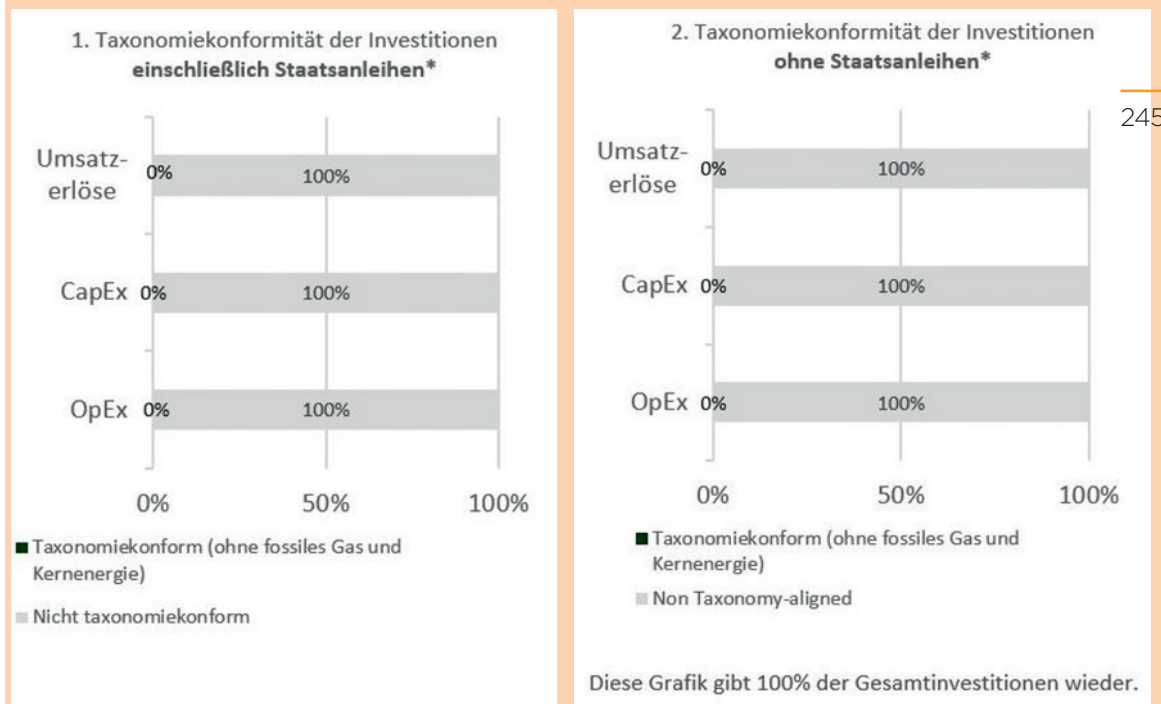 1. Taxonomiekonformität der Investitionen
einschließlich Staatsanleihen*
Umsatz-
erlöse
0%
100%
CapEx
0%
100%
OpEx
0%
100%
0%
50%
100%
Taxonomiekonform (ohne fossiles Gas und
Kernenergie)
Nicht taxonomiekonform
2. Taxonomiekonformität der Investitionen
ohne Staatsanleihen*
Umsatz-
erlöse
0%
100%
CapEx
0%
100%
OpEx
0%
100%
0%
50%
100%
Taxonomiekonform (ohne fossiles Gas und
Kernenergie)
Non Taxonomy-aligned
Diese Grafik gibt 100% der Gesamtinvestitionen wieder.
245